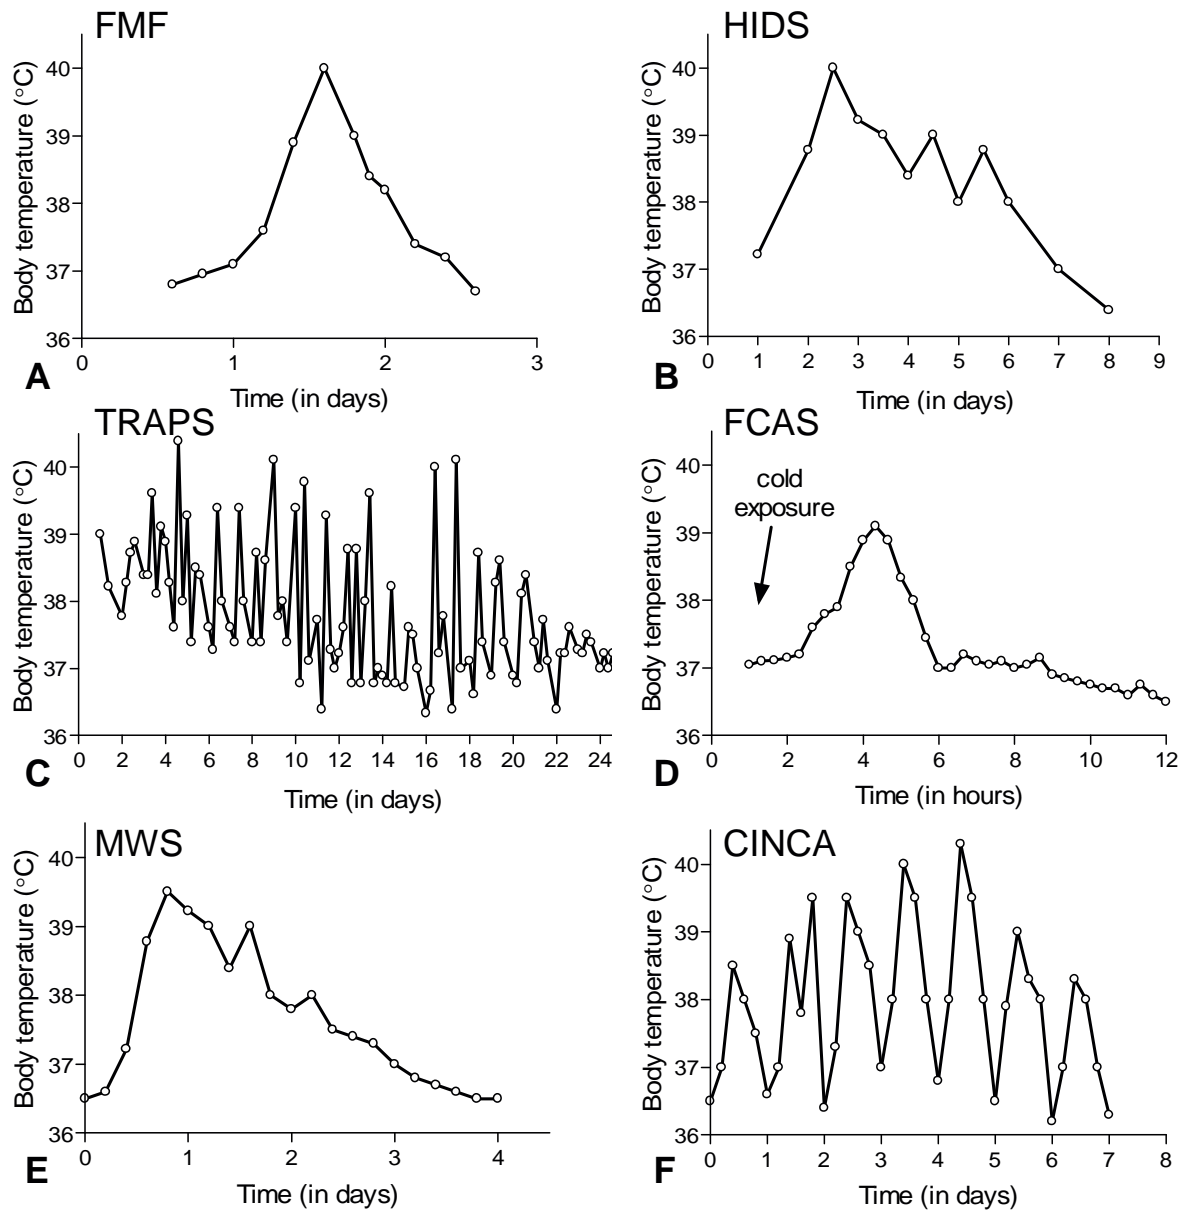 FMF
Body temperature (°C)
40
39
38
37
36
0 1 2 3
A
Time (in days)
HIDS
Body temperature (°C)
40
39
38
37
36
0 1 2 3 4 5 6 7 8 9
B
Time (in days)
TRAPS
Body temperature (°C)
40
39
38
37
36
0 2 4 6 8 10 12 14 16 18 20 22 24
C
Time (in days)
FCAS
Body temperature (°C)
cold
exposure
40
39
38
37
36
0 2 4 6 8 10 12
D
Time (in hours)
MWS
Body temperature (°C)
40
39
38
37
36
0 1 2 3 4
E
Time (in days)
CINCA
Body temperature (°C)
40
39
38
37
36
0 1 2 3 4 5 6 7 8
F
Time (in days)